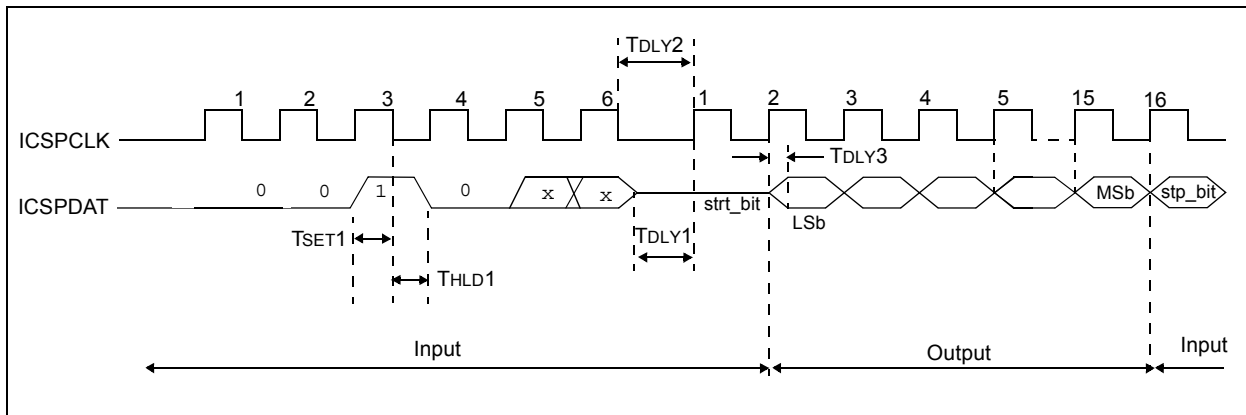 TDLY2
1 2 3 4 5 6 1 2 3 4 5 15 16
ICSPCLK
TDLY3
ICSPDAT
0 0 1 0 x x strt_bit LSb MSb stp_bit
TSET1
TDLY1
THLD1
Input Output Input